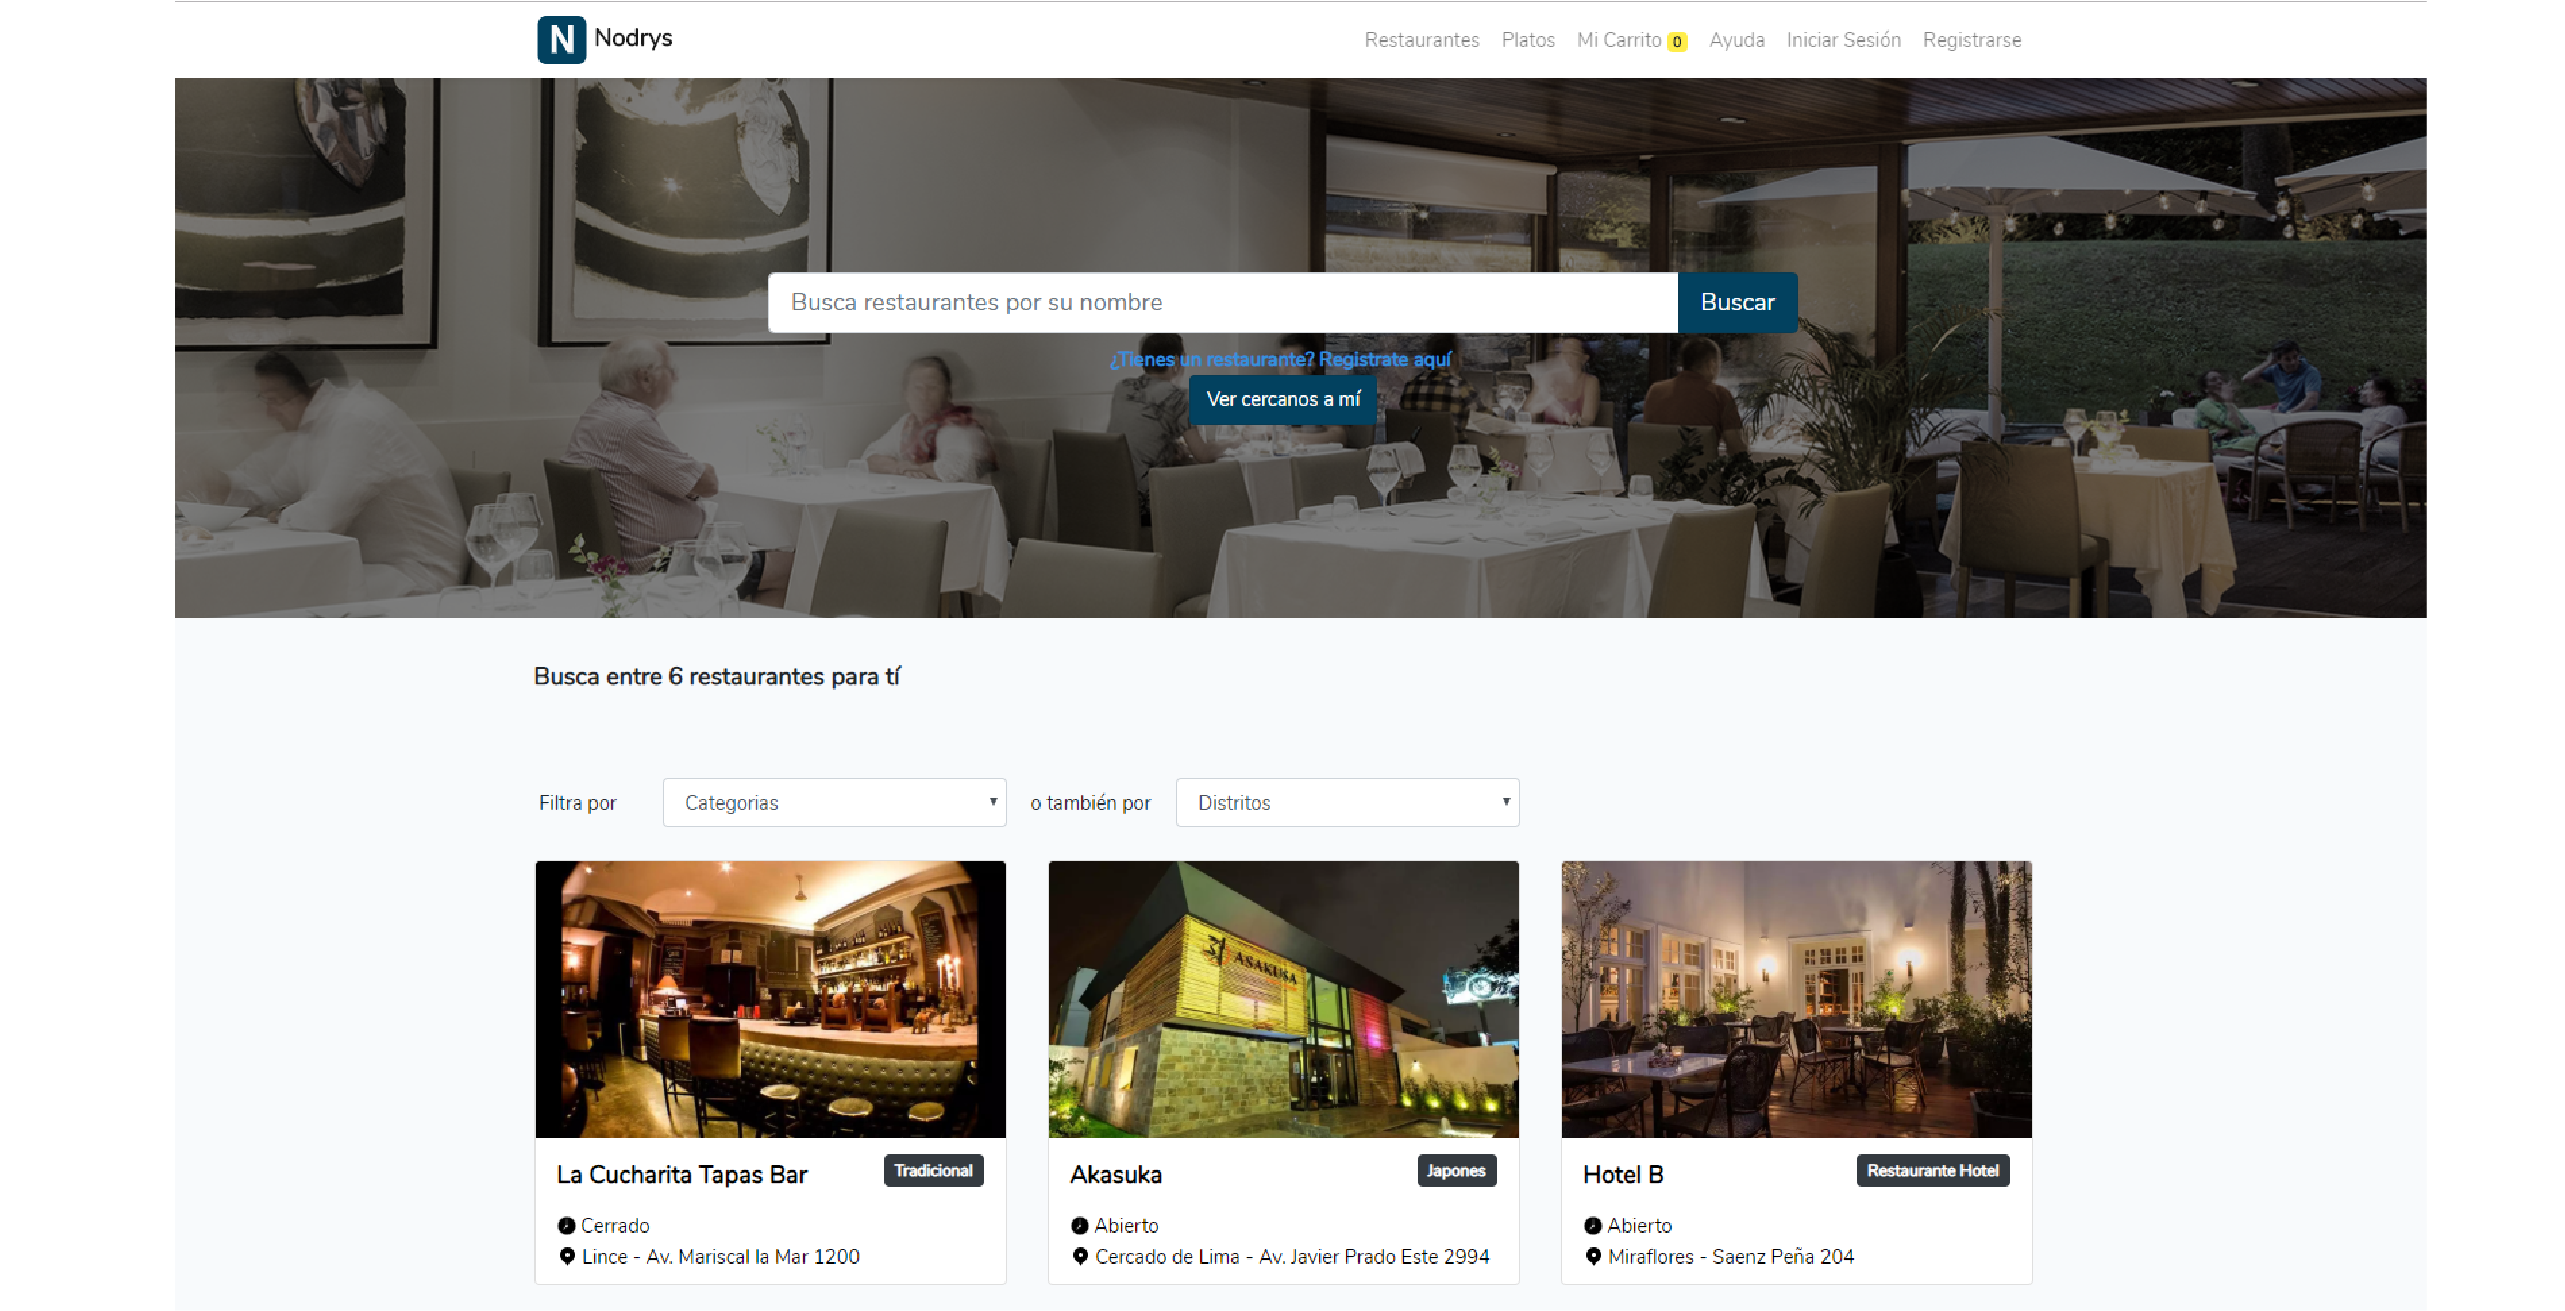 N Nodrys
Restaurantes Platos Mi Carrito 0 Ayuda Iniciar Sesión Registrarse
Busca restaurantes por su nombre Buscar
¿Tienes un restaurante? Registrate aquí
Ver cercanos a mí
Busca entre 6 restaurantes para tí
Filtra por Categorias o también por Distritos
ASAKUSA
La Cucharita Tapas Bar Tradicional
Cerrado
Lince - Av. Mariscal la Mar 1200
Akasuka Japones
Abierto
Cercado de Lima - Av. Javier Prado Este 2994
Hotel B Restaurante Hotel
Abierto
Miraflores - Saenz Peña 204